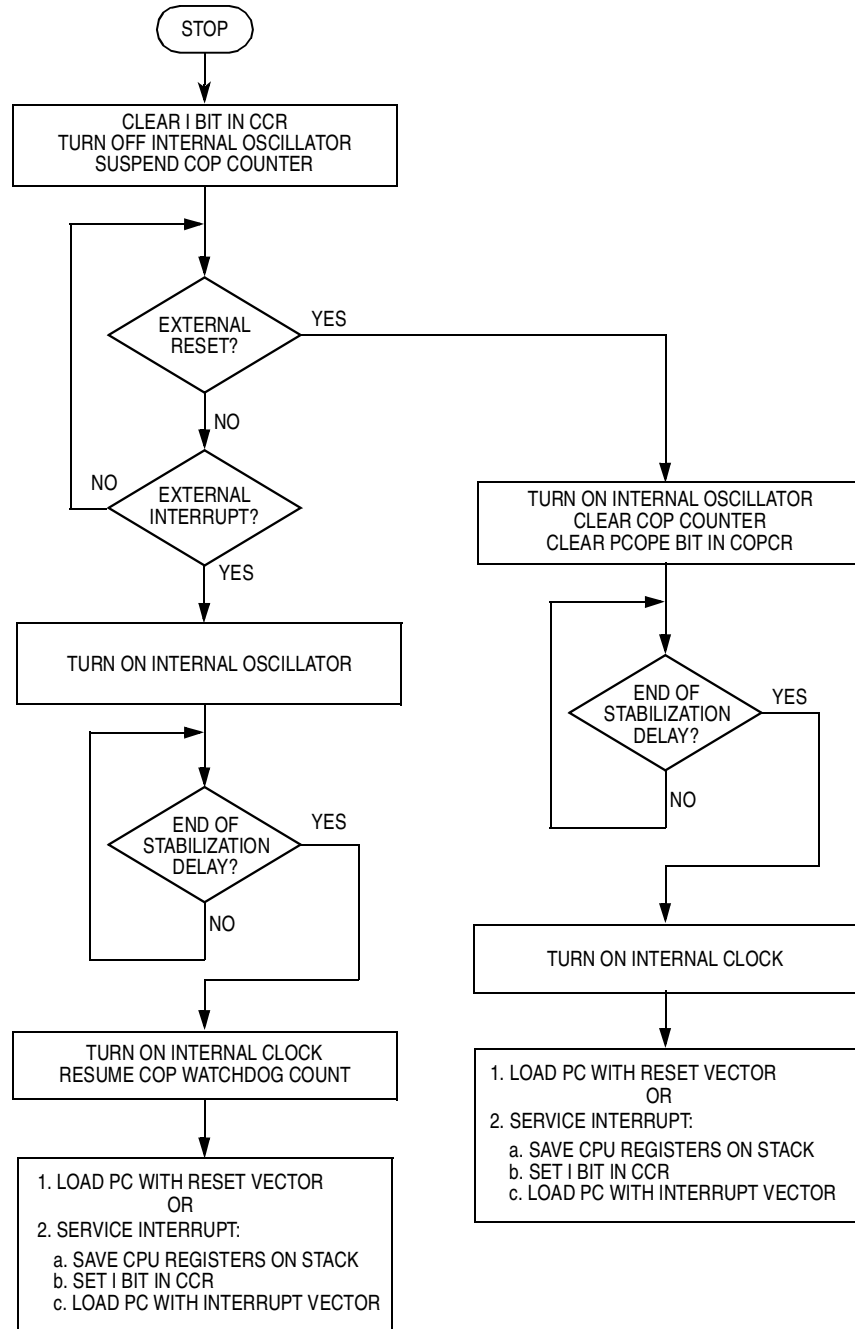 STOP
CLEAR I BIT IN CCR
TURN OFF INTERNAL OSCILLATOR
SUSPEND COP COUNTER
EXTERNAL
RESET?
YES
NO
EXTERNAL
INTERRUPT?
NO
YES
TURN ON INTERNAL OSCILLATOR
END OF
STABILIZATION
DELAY?
YES
NO
TURN ON INTERNAL CLOCK
RESUME COP WATCHDOG COUNT
1. LOAD PC WITH RESET VECTOR
OR
2. SERVICE INTERRUPT:
a. SAVE CPU REGISTERS ON STACK
b. SET I BIT IN CCR
c. LOAD PC WITH INTERRUPT VECTOR
TURN ON INTERNAL OSCILLATOR
CLEAR COP COUNTER
CLEAR PCOPE BIT IN COPCR
END OF
STABILIZATION
DELAY?
YES
NO
TURN ON INTERNAL CLOCK
1. LOAD PC WITH RESET VECTOR
OR
2. SERVICE INTERRUPT:
a. SAVE CPU REGISTERS ON STACK
b. SET I BIT IN CCR
c. LOAD PC WITH INTERRUPT VECTOR